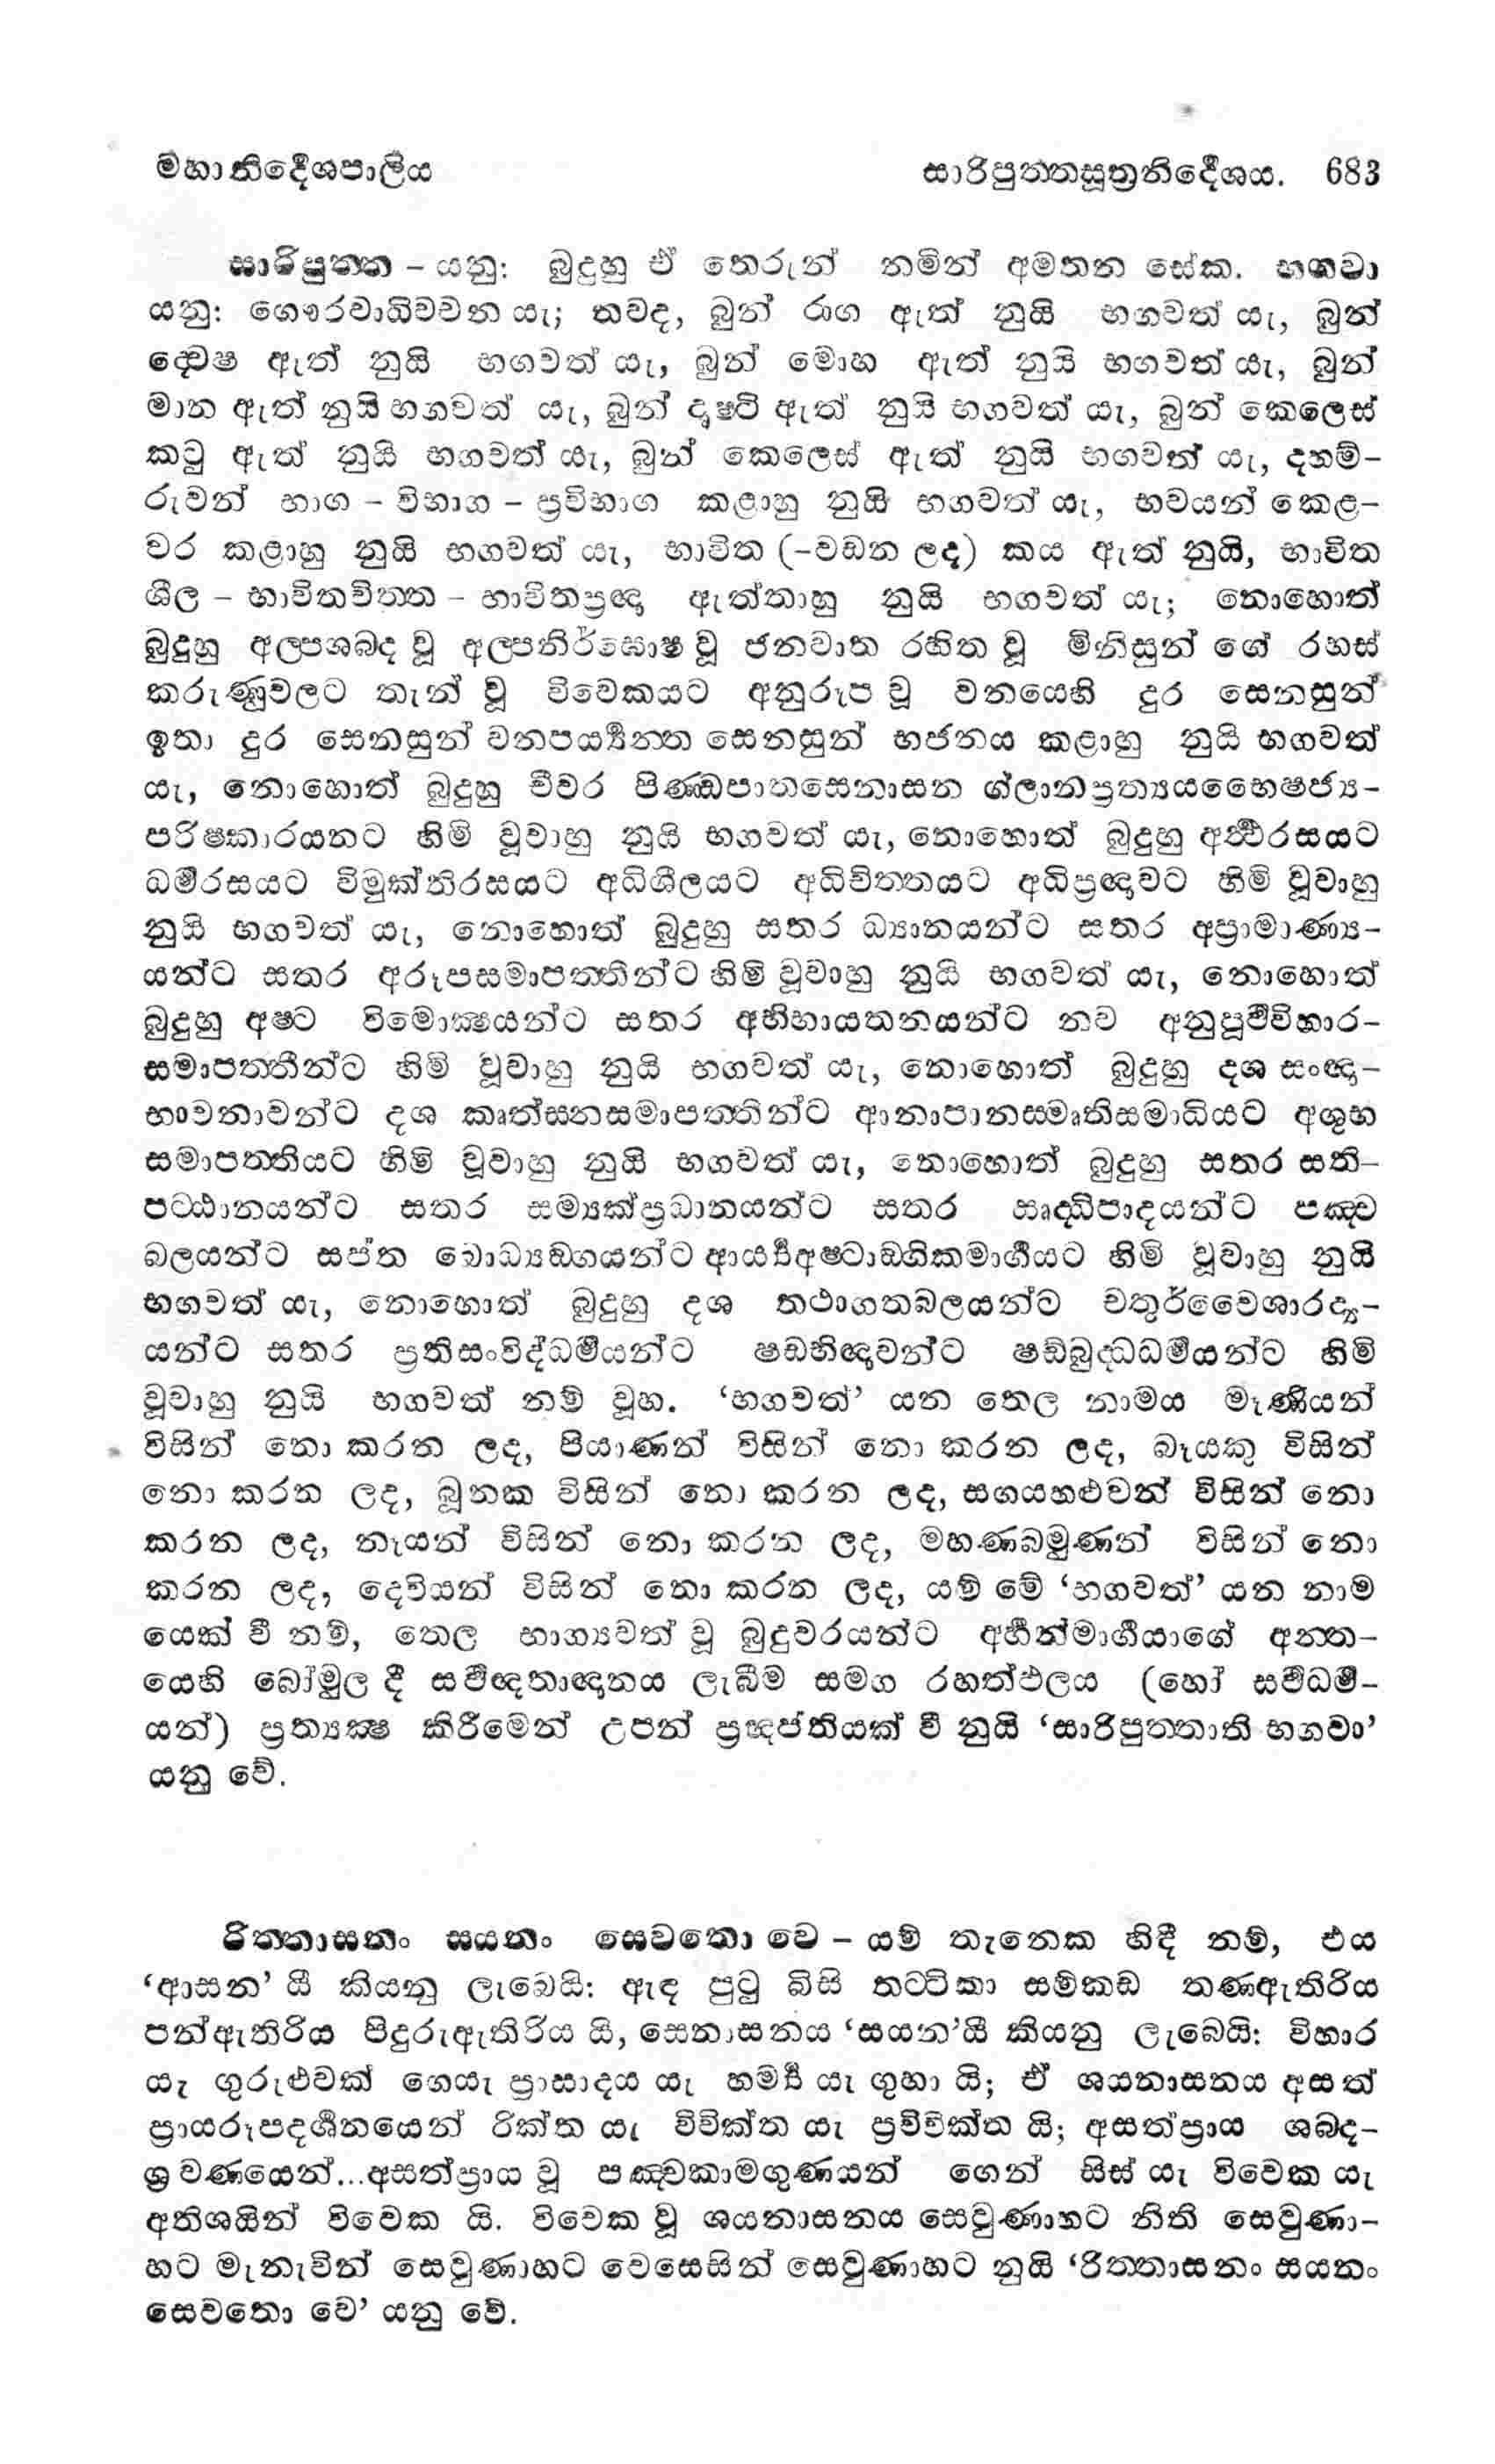 මහානිර්දේශපාලිය සාරිපුත්තසූත්‍රනිර්දේශය. 683
සාරිපුත්ත – යනු: බුදුහු ඒ තෙරුන් නමින් අමතන සේක. භගවා
යනු: ගෞරවාධිවචන යැ; තවද, බුන් රාග ඇත් නුයි භගවත් යැ, බුන්
ද්වෙෂ ඇත් නුයි භගවත් යැ, බුන් මොහ ඇත් නුයි භගවත් යැ, බුන්
මාන ඇත් නුයි භගවත් යැ, බුන් දෘෂ්ටි ඇත් නුයි භගවත් යැ, බුන් කෙලෙස්
කටු ඇත් නුයි භගවත් යැ, බුන් කෙලෙස් ඇත් නුයි භගවත් යැ, දහම්-
රුවන් භාග – විභාග – ප්‍රවිභාග කළාහු නුයි භගවත් යැ, භවයන් කෙළ-
වර කළාහු නුයි භගවත් යැ, භාවිත (-වඩන ලද) කය ඇත් නුයි, භාවිත
ශීල – භාවිතචිත්ත – භාවිතප්‍රඥා ඇත්තාහු නුයි භගවත් යැ; නොහොත්
බුදුහු අල්පශබ්ද වූ අල්පනිර්ඝොෂ වූ ජනවාත රහිත වූ මිනිසුන් ගේ රහස්
කරුණුවලට තැන් වූ විවෙකයට අනුරූප වූ වනයෙහි දුර සෙනසුන්
ඉතා දුර සෙනසුන් වනපර්‍ය්‍යන්ත සෙනසුන් භජනය කළාහු නුයි භගවත්
යැ, නොහොත් බුදුහු චීවර පිණ්ඩපාතසෙනාසන ග්ලානප්‍රත්‍යයභෛෂජ්‍ය-
පරිෂ්කාරයනට හිමි වූවාහු නුයි භගවත් යැ, නොහොත් බුදුහු අර්ත්‍ථරසයට
ධර්මරසයට විමුක්තිරසයට අධිශීලයට අධිචිත්තයට අධිප්‍රඥාවට හිමි වූවාහු
නුයි භගවත් යැ, නොහොත් බුදුහු සතර ධ්‍යානයන්ට සතර අප්‍රාමාණ්‍ය-
යන්ට සතර අරූපසමාපත්තීන්ට හිමි වූවාහු නුයි භගවත් යැ, නොහොත්
බුදුහු අෂ්ට විමොක්ෂයන්ට සතර අභිභායතනයන්ට නව අනුපූර්වවිහාර-
සමාපත්තීන්ට හිමි වූවාහු නුයි භගවත් යැ, නොහොත් බුදුහු දශ සංඥා-
භාවනාවන්ට දශ කෘත්ස්නසමාපත්තීන්ට ආනාපානස්මෘතිසමාධියට අශුභ
සමාපත්තියට හිමි වූවාහු නුයි භගවත් යැ, නොහොත් බුදුහු සතර සති-
පට්ඨානයන්ට සතර සම්‍යක්ප්‍රධානයන්ට සතර ඍද්ධිපාදයන්ට පඤ්ච
බලයන්ට සප්ත බොධ්‍යඞ්ගයන්ට ආර්‍ය්‍යඅෂ්ටාඞ්ගිකමාර්ගයට හිමි වූවාහු නුයි
භගවත් යැ, නොහොත් බුදුහු දශ තථාගතබලයන්ට චතුර්වෛශාරද්‍ය-
යන්ට සතර ප්‍රතිසංවිද්ධර්මයන්ට ෂඩභිඥාවන්ට ෂඩ්බුද්ධධර්මයන්ට හිමි
වූවාහු නුයි භගවත් නම් වූහ. ‘භගවත්’ යන තෙල නාමය මෑණියන්
විසින් නො කරන ලද, පියාණන් විසින් නො කරන ලද, බෑයකු විසින්
නො කරන ලද, බූනක විසින් නො කරන ලද, සගයහළුවන් විසින් නො
කරන ලද, නෑයන් විසින් නො කරන ලද, මහණබමුණන් විසින් නො
කරන ලද, දෙවියන් විසින් නො කරන ලද, යම් මේ ‘භගවත්’ යන නාම
යෙක් වී නම්, තෙල භාග්‍යවත් වූ බුදුවරයන්ට අර්හත්මාර්ගයාගේ අන්ත-
යෙහි බෝමුල දී සර්වඥතාඥානය ලැබීම සමග රහත්ඵලය (හෝ සර්වධර්ම-
යන්) ප්‍රත්‍යක්ෂ කිරීමෙන් උපන් ප්‍රඥප්තියක් වී නුයි ‘සාරිපුත්තාති භගවා’
යනු වේ.
රිත්තාසනං සයනං සෙවතො වෙ – යම් තැනෙක හිඳී නම්, එය
‘ආසන’ යී කියනු ලැබෙයි: ඇඳ පුටු බිසි තට්ටිකා සම්කඩ තණඇතිරිය
පන්ඇතිරිය පිදුරුඇතිරිය යි, සෙනාසනය ‘සයන’යී කියනු ලැබෙයි: විහාර
යැ ගුරුළුවක් ගෙයැ ප්‍රාසාදය යැ හර්ම්‍ය යැ ගුහා යි; ඒ ශයනාසනය අසත්
ප්‍රායරූපදර්ශනයෙන් රික්ත යැ විවික්ත යැ ප්‍රවිවික්ත යි; අසත්ප්‍රාය ශබ්ද-
ශ්‍රවණයෙන්...අසත්ප්‍රාය වූ පඤ්චකාමගුණයන් ගෙන් සිස් යැ විවෙක යැ
අතිශයින් විවෙක යි. විවෙක වූ ශයනාසනය සෙවුණාහට නිති සෙවුණා-
හට මැනැවින් සෙවුණාහට වෙසෙසින් සෙවුණාහට නුයි ‘රිත්තාසනං සයනං
සෙවතො වෙ’ යනු වේ.